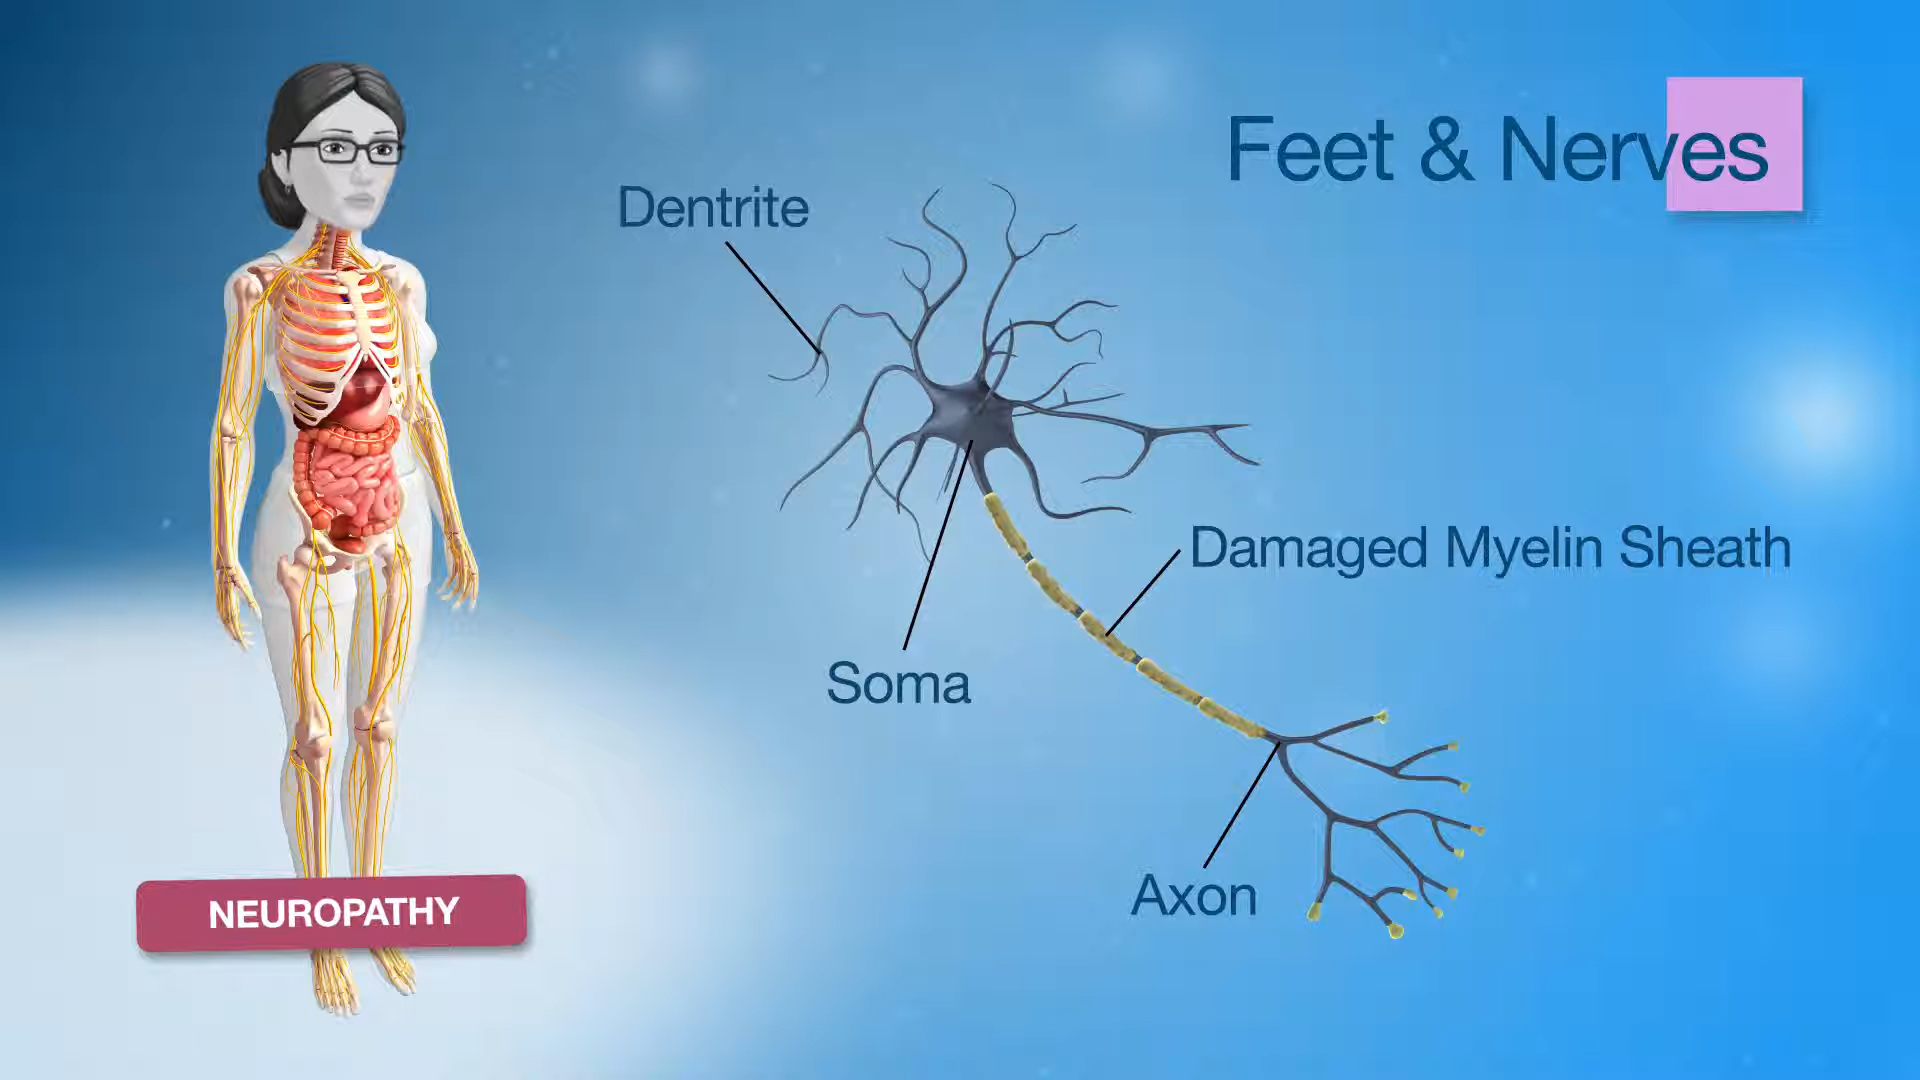 Feet & Nerves
Dentrite
Damaged Myelin Sheath
Soma
Axon
NEUROPATHY